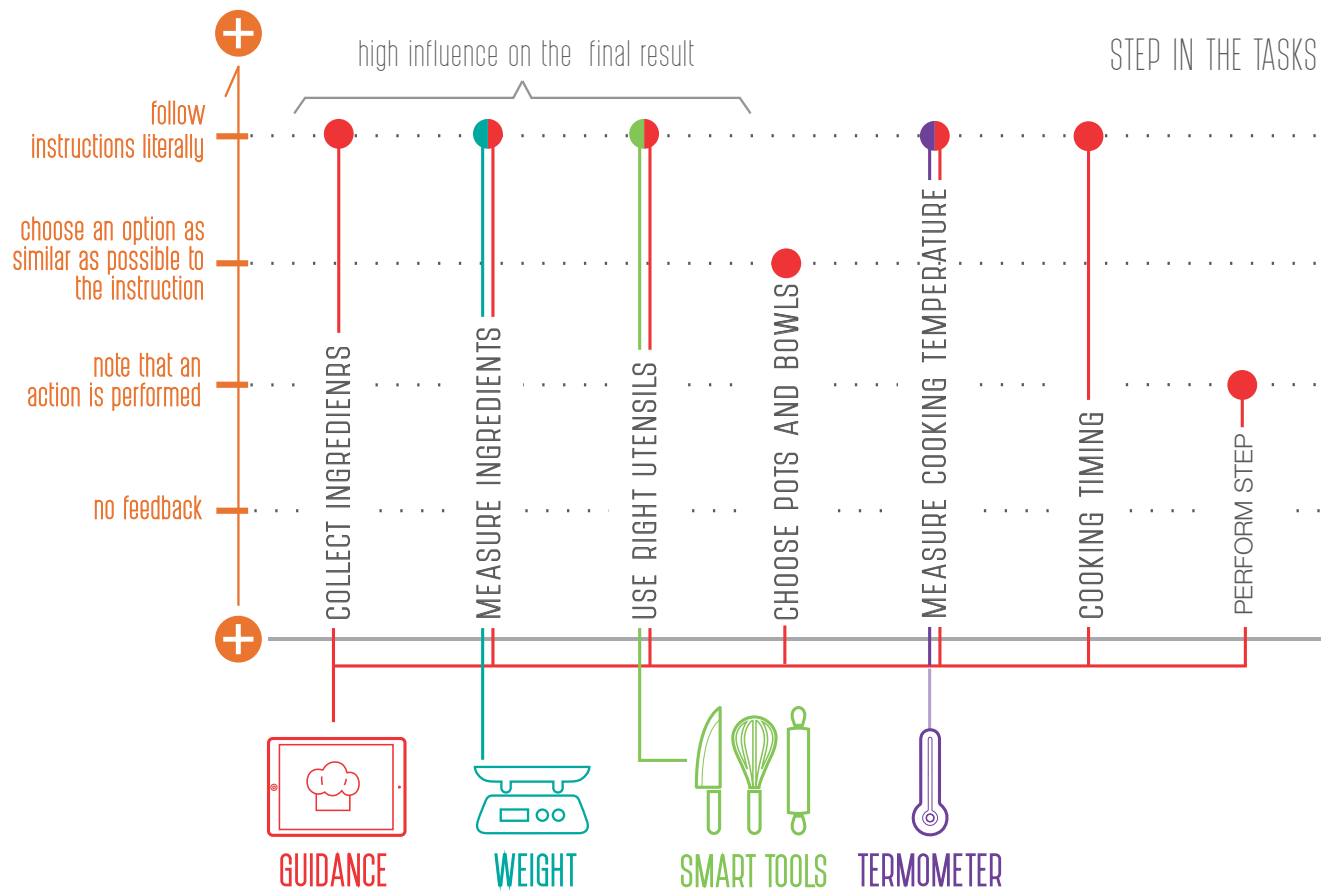 high influence on the final result
STEP IN THE TASKS
follow
instructions literally
choose an option as
similar as possible to
the instruction
note that an
action is performed
no feedback
COLLECT INGREDIENRS
MEASURE INGREDIENTS
USE RIGHT UTENSILS
CHOOSE POTS AND BOWLS
MEASURE COOKING TEMPERATURE
COOKING TIMING
PERFORM STEP
GUIDANCE
WEIGHT
SMART TOOLS
TERMOMETER